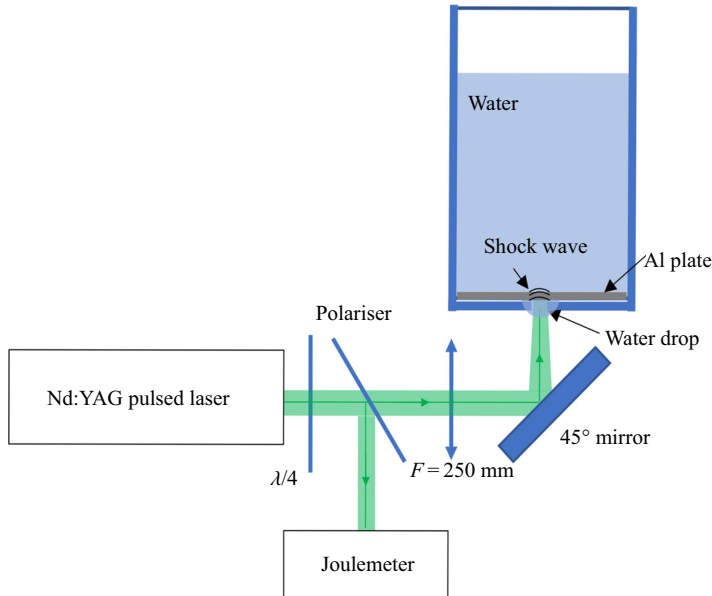 Water
Shock wave
Al plate
Polariser
Water drop
Nd:YAG pulsed laser
45° mirror
λ/4
F = 250 mm
Joulemeter